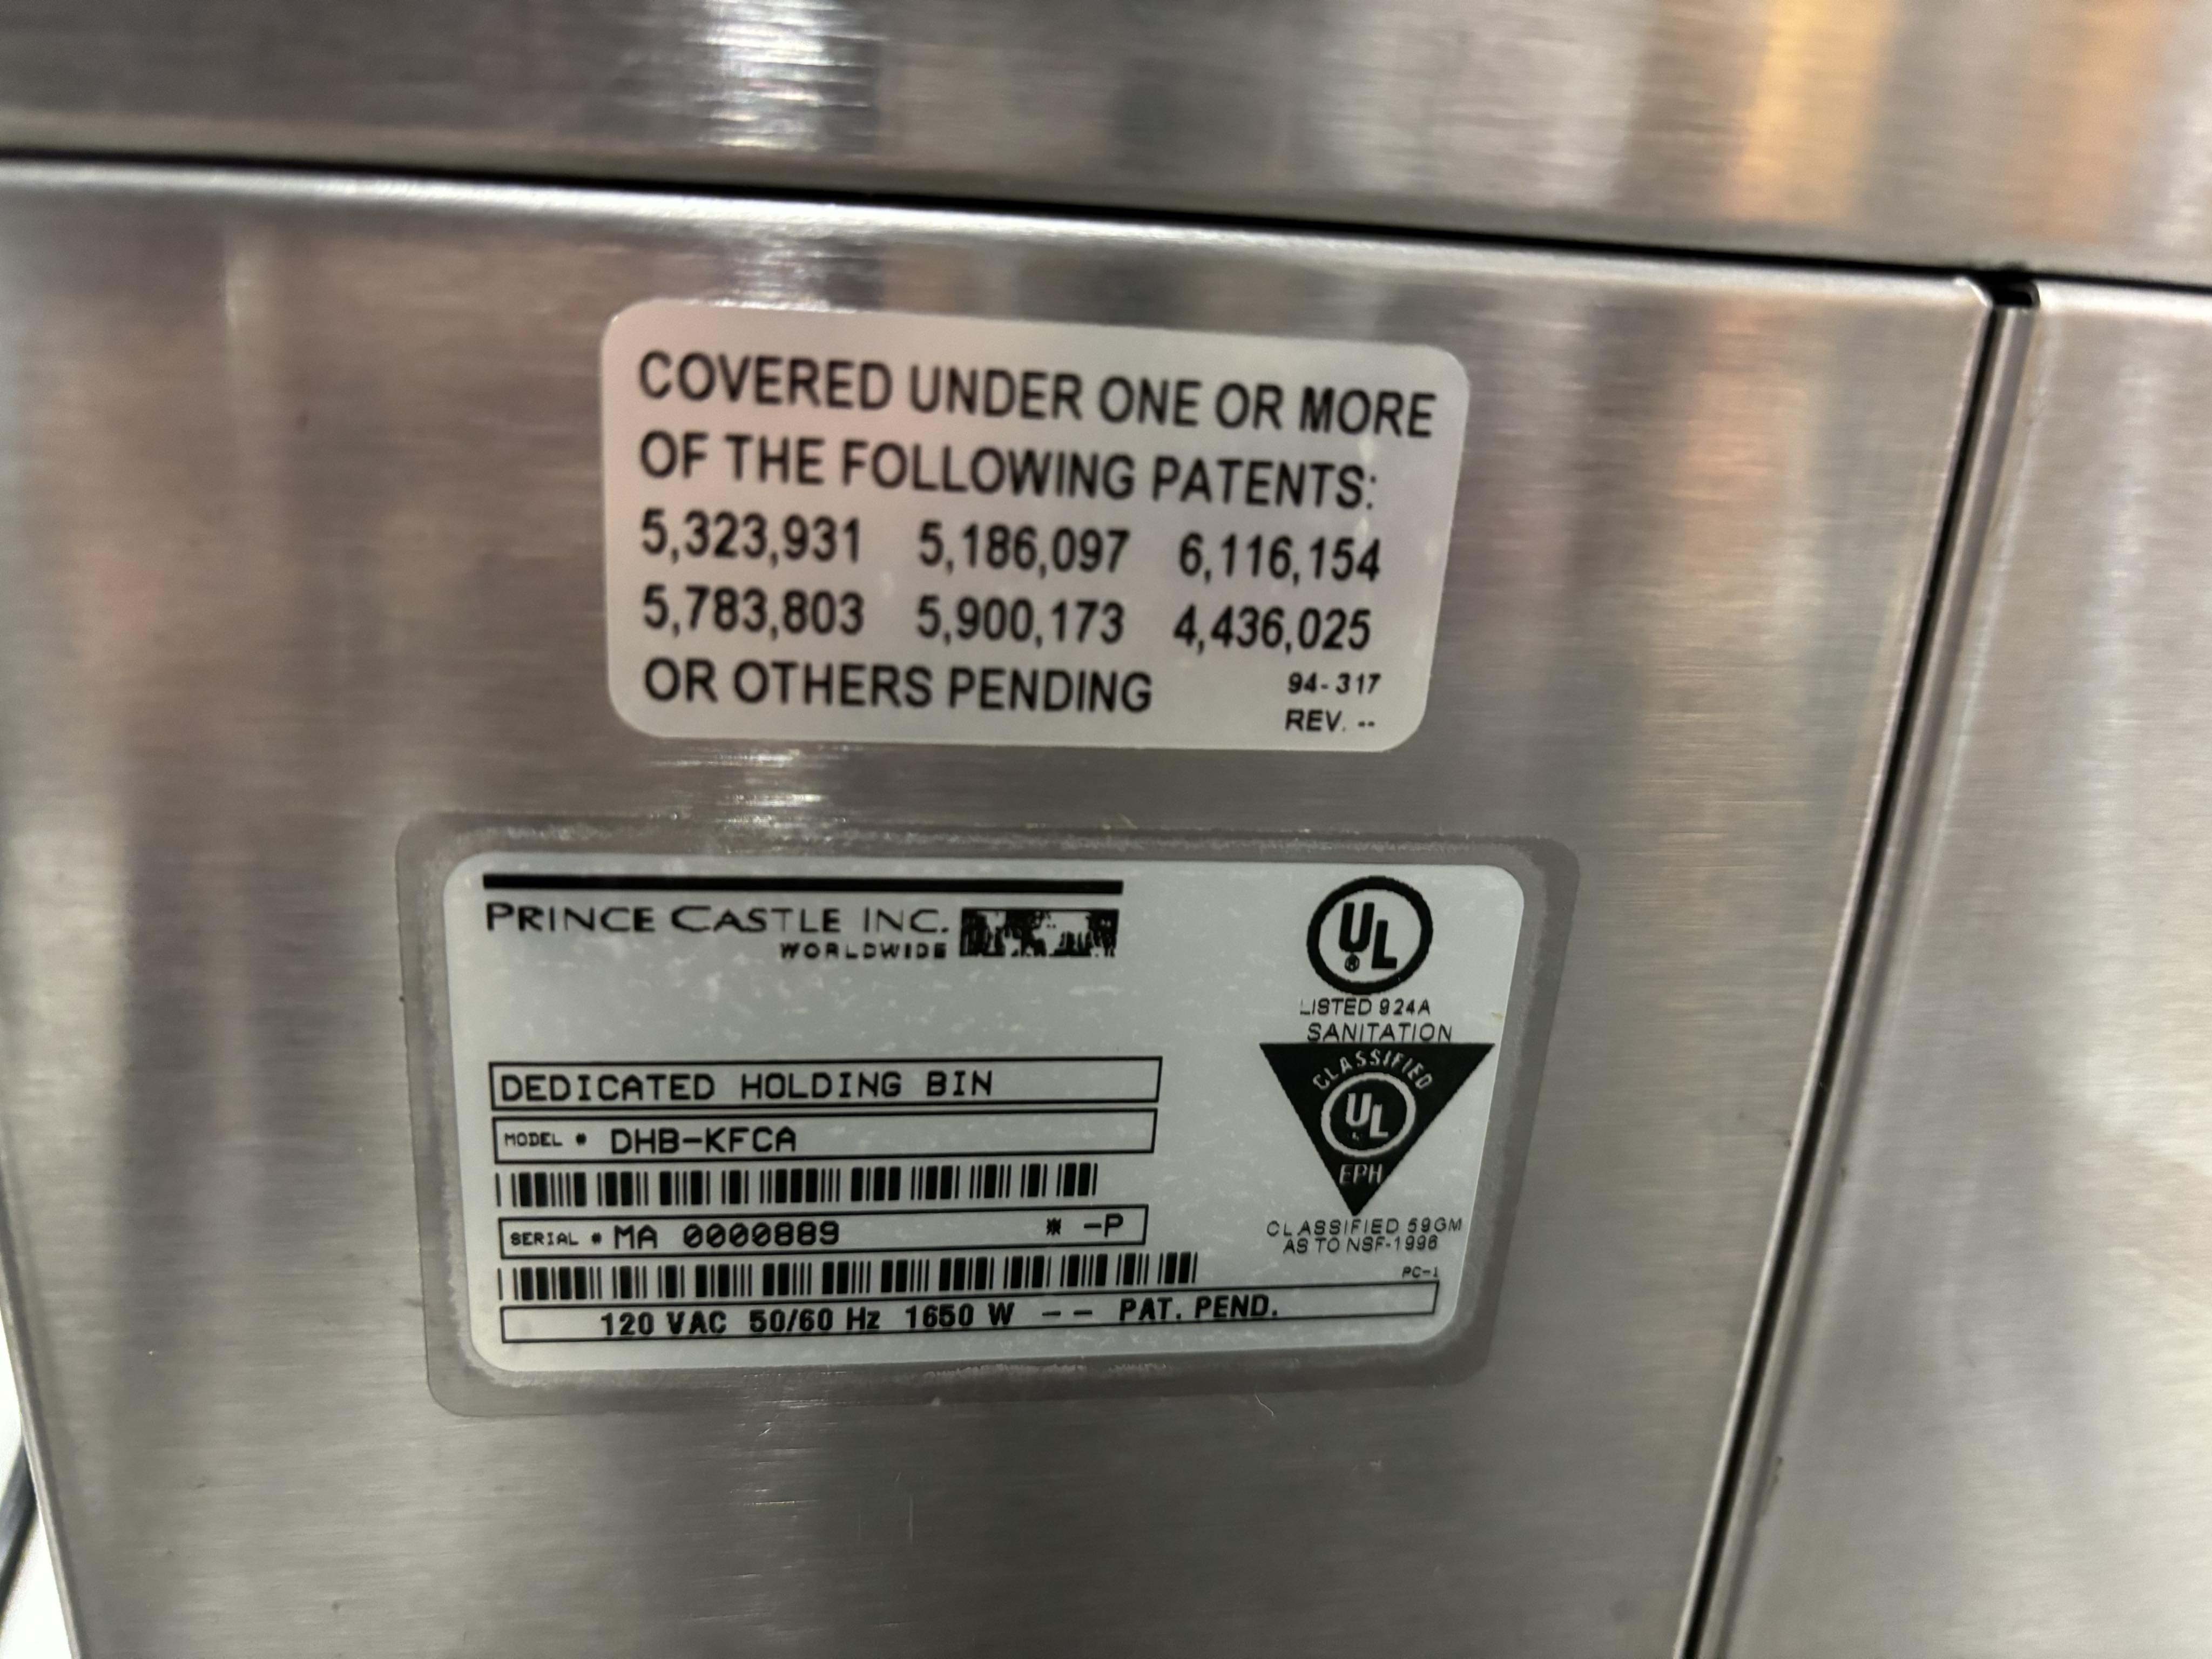 COVERED UNDER ONE OR MORE
OF THE FOLLOWING PATENTS:
5,323,931 5,186,097 6,116,154
5,783,803 5,900,173 4,436,025
OR OTHERS PENDING
94-317
REV. --
PRINCE CASTLE INC.
WORLDWIDE
UL
®
LISTED 924A
SANITATION
CLASSIFIED
UL
EPH
CLASSIFIED 59GM
AS TO NSF-1996
PC-1
DEDICATED HOLDING BIN
MODEL # DHB-KFCA
SERIAL # MA 0000889 * -P
120 VAC 50/60 Hz 1650 W -- PAT. PEND.